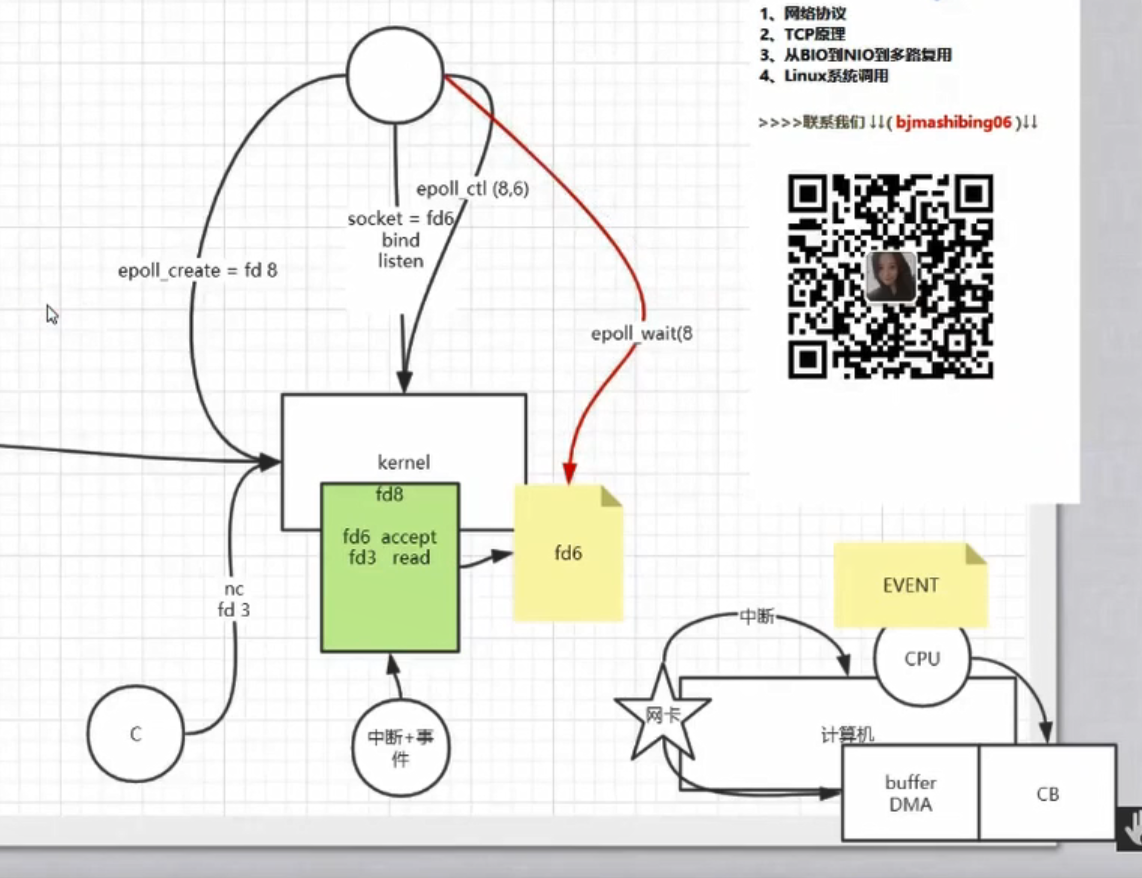 1、网络协议
2、TCP原理
3、从BIO到NIO到多路复用
4、Linux系统调用
>>>>联系我们 ↓↓( bjmashibing06 )↓↓
epoll_ctl (8,6)
socket = fd6
bind
listen
epoll_create = fd 8
epoll_wait(8
kernel
fd8
fd6 accept
fd3 read
fd6
nc
fd 3
C
中断+事
件
EVENT
中断
CPU
网卡
计算机
buffer
DMA
CB